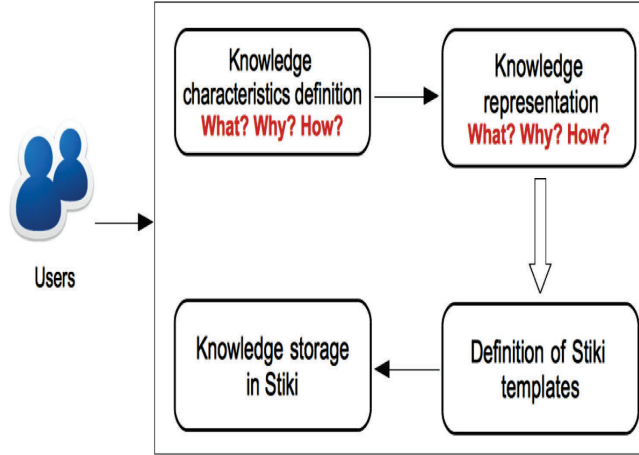 Knowledge
characteristics definition
What? Why? How?
Knowledge
representation
What? Why? How?
Users
Knowledge storage
in Stiki
Definition of Stiki
templates